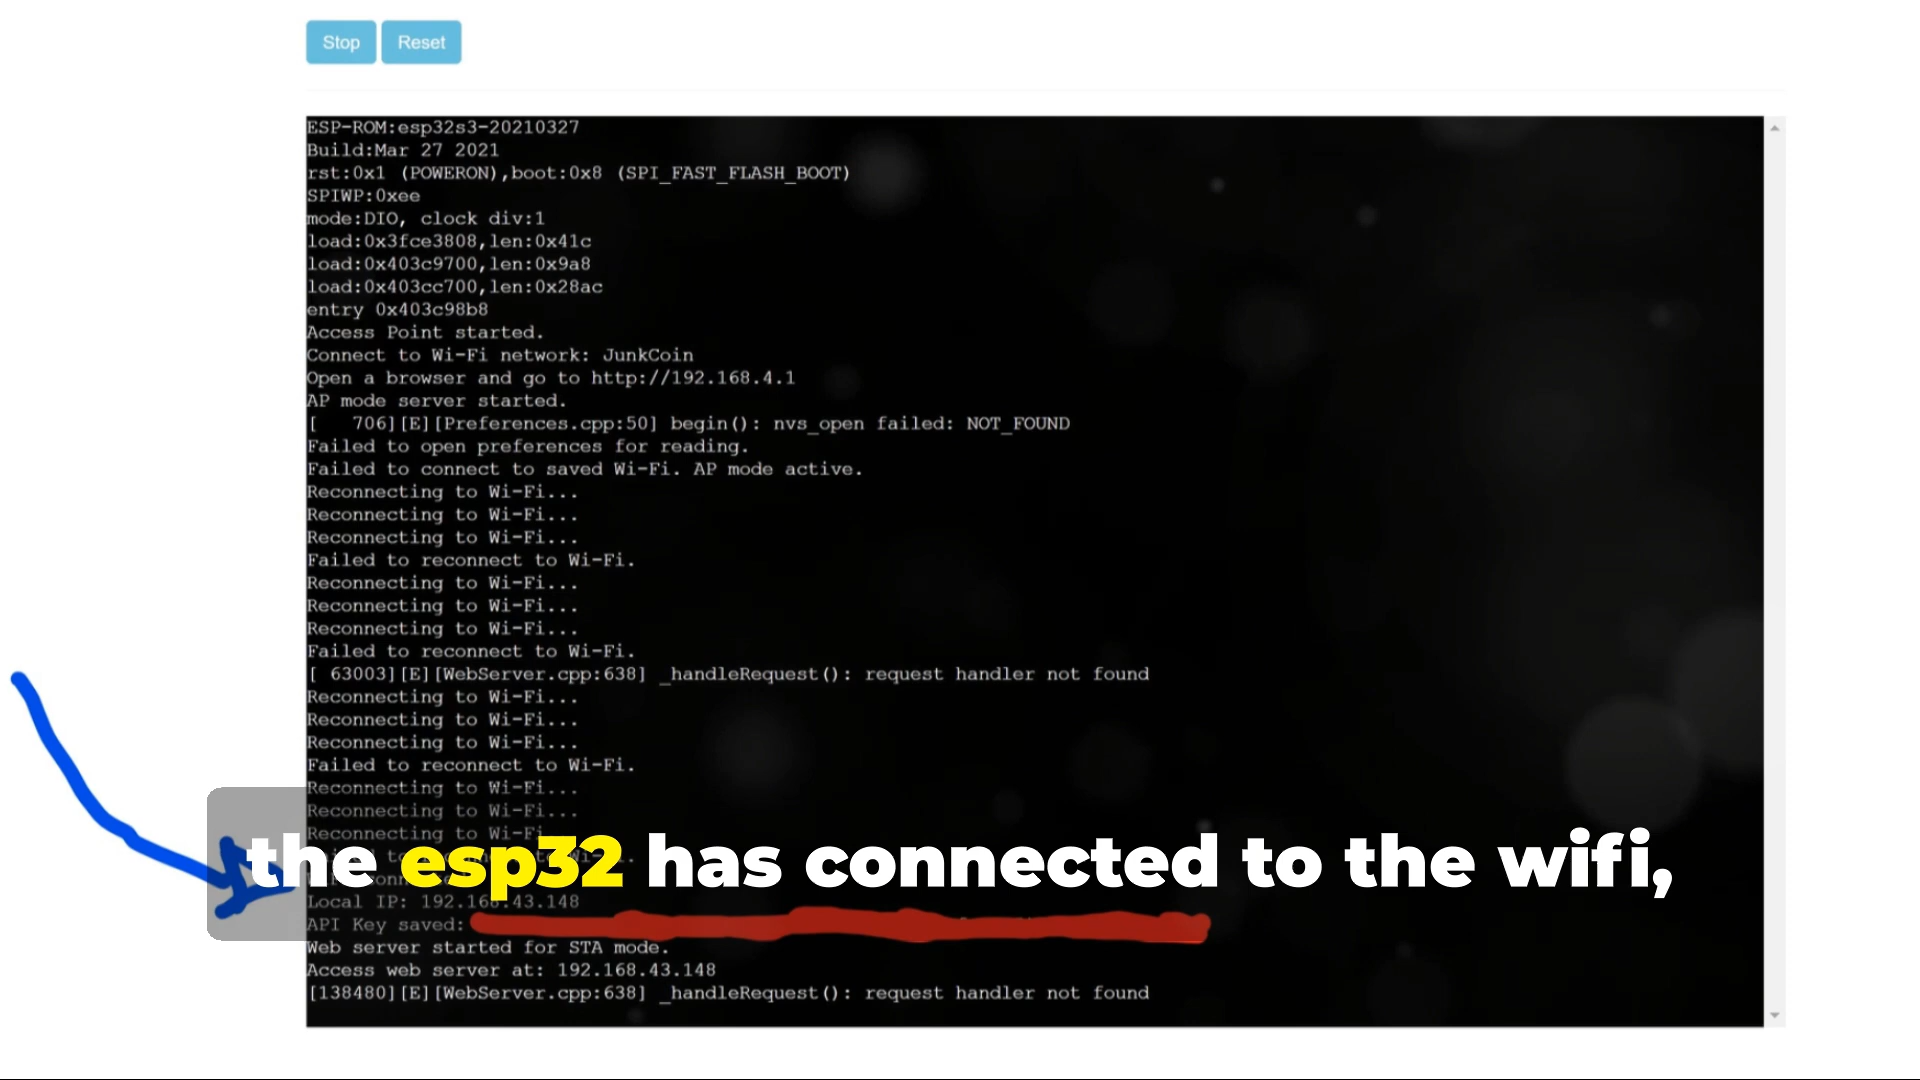 Stop Reset
ESP-ROM:esp32s3-20210327
Build:Mar 27 2021
rst:0x1 (POWERON),boot:0x8 (SPI_FAST_FLASH_BOOT)
SPIWP:0xee
mode:DIO, clock div:1
load:0x3fce3808,len:0x41c
load:0x403c9700,len:0x9a8
load:0x403cc700,len:0x28ac
entry 0x403c98b8
Access Point started.
Connect to Wi-Fi network: JunkCoin
Open a browser and go to http://192.168.4.1
AP mode server started.
[   706][E][Preferences.cpp:50] begin(): nvs_open failed: NOT_FOUND
Failed to open preferences for reading.
Failed to connect to saved Wi-Fi. AP mode active.
Reconnecting to Wi-Fi...
Reconnecting to Wi-Fi...
Reconnecting to Wi-Fi...
Failed to reconnect to Wi-Fi.
Reconnecting to Wi-Fi...
Reconnecting to Wi-Fi...
Reconnecting to Wi-Fi...
Failed to reconnect to Wi-Fi.
[ 63003][E][WebServer.cpp:638] _handleRequest(): request handler not found
Reconnecting to Wi-Fi...
Reconnecting to Wi-Fi...
Reconnecting to Wi-Fi...
Failed to reconnect to Wi-Fi.
Reconnecting to Wi-Fi...
Reconnecting to Wi-Fi...
Reconnecting to Wi-Fi
the esp32 has connected to the wifi,
Local IP: 192.168.43.148
API Key saved:
Web server started for STA mode.
Access web server at: 192.168.43.148
[138480][E][WebServer.cpp:638] _handleRequest(): request handler not found